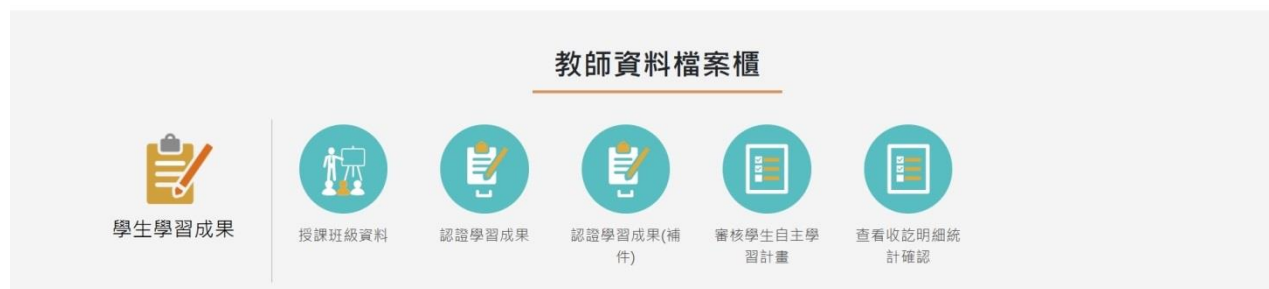 教師資料檔案櫃
學生學習成果
授課班級資料
認證學習成果
認證學習成果(補
件)
審核學生自主學
習計畫
查看收訖明細統
計確認